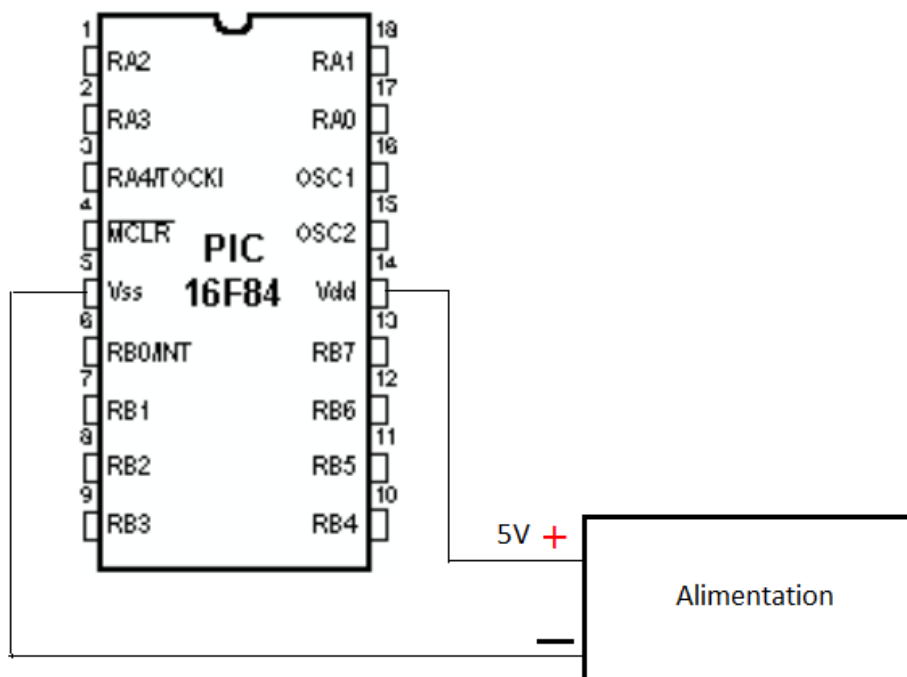 1 18
RA2 RA1
2 17
RA3 RA0
3 16
RA4/TOCKI OSC1
4 15
MCLR OSC2
PIC
5 14
Vss 16F84 Vdd
6 13
RB0/INT RB7
7 12
RB1 RB6
8 11
RB2 RB5
9 10
RB3 RB4
5V +
Alimentation
—